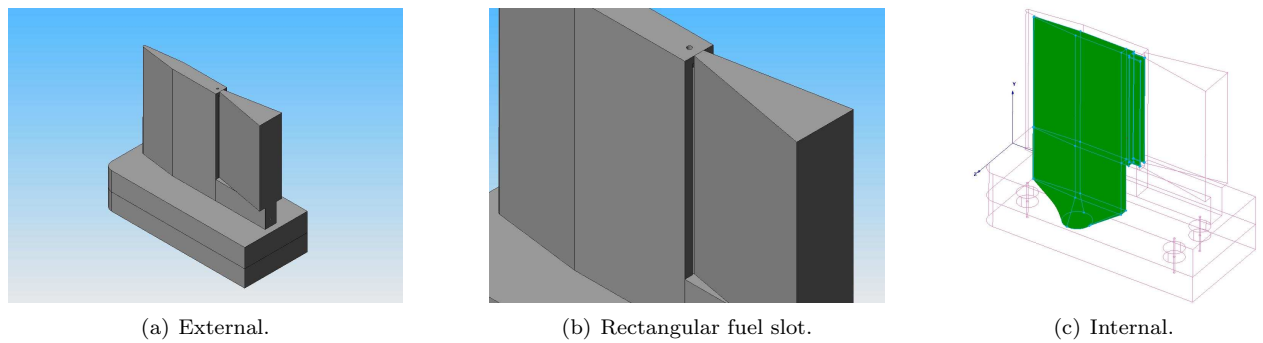 Y
Z
(a) External.
(b) Rectangular fuel slot.
(c) Internal.